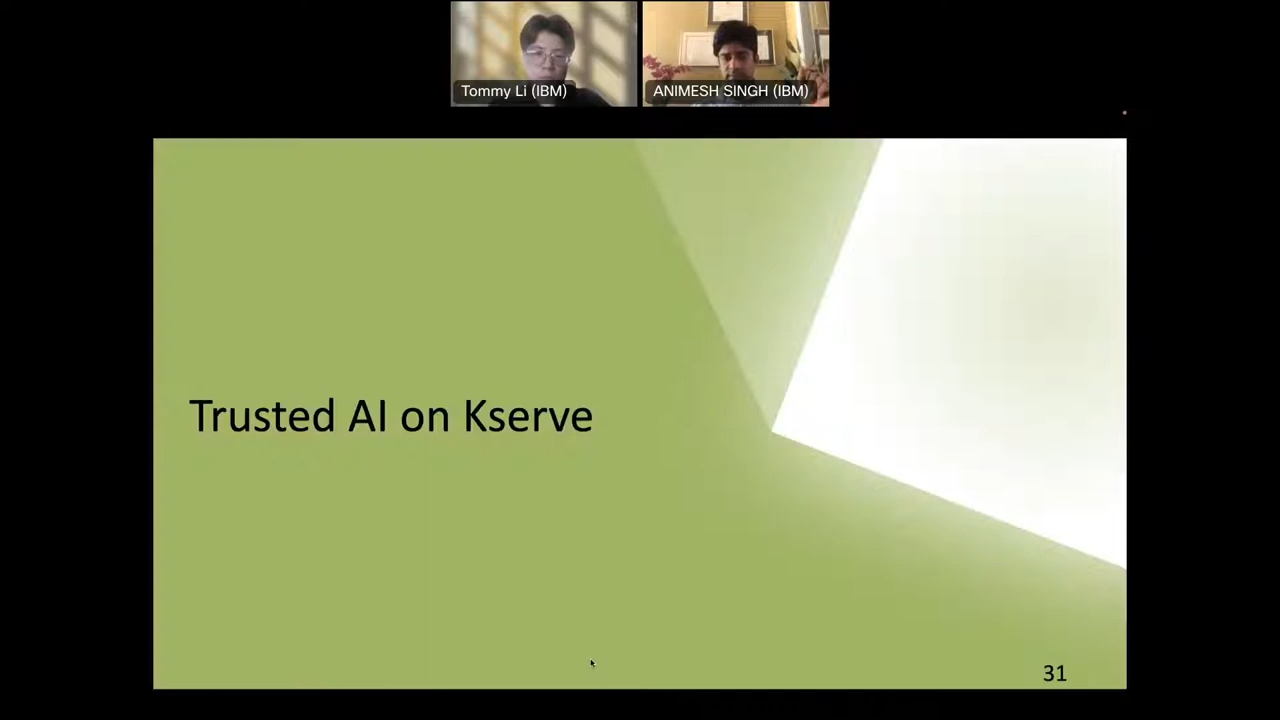 Tommy Li (IBM)
ANIMESH SINGH (IBM)
Trusted AI on Kserve
31